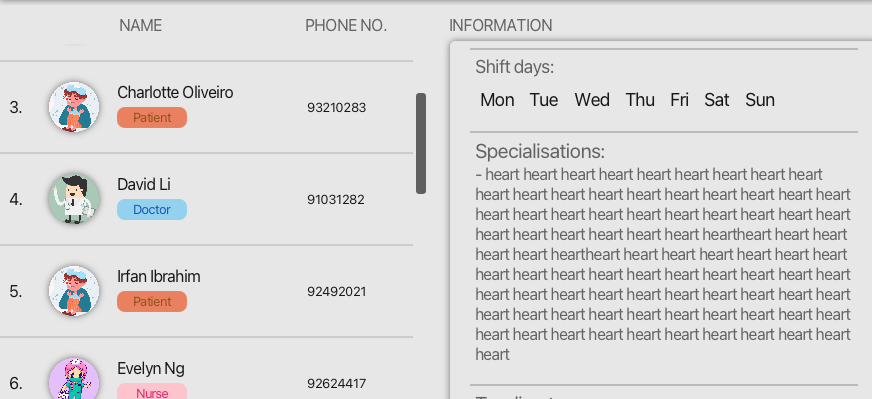 NAME PHONE NO. INFORMATION
3. Charlotte Oliveiro 93210283
Patient
4. David Li 91031282
Doctor
5. Irfan Ibrahim 92492021
Patient
6. Evelyn Ng 92624417
Nurse
Shift days:
Mon Tue Wed Thu Fri Sat Sun
Specialisations:
- heart heart heart heart heart heart heart heart heart
heart heart heart heart heart heart heart heart heart heart
heart heart heart heart heart heart heart heart heart heart
heart heart heart heart heart heart heartheart heart heart
heart heart heartheart heart heart heart heart heart heart
heart heart heart heart heart heart heart heart heart heart
heart heart heart heart heart heart heart heart heart heart
heart heart heart heart heart heart heart heart heart heart
heart heart heart heart heart heart heart heart heart heart
heart